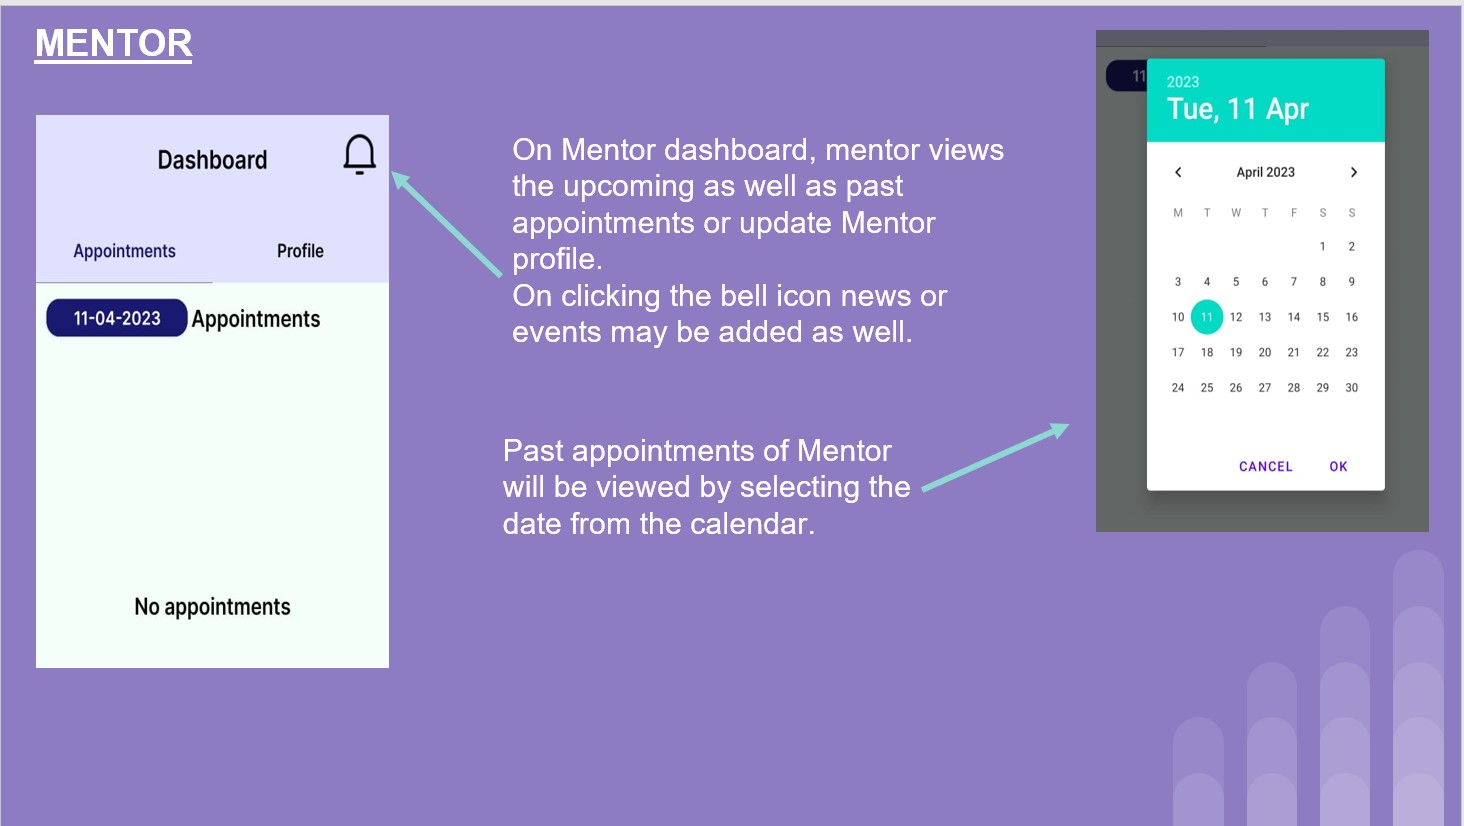 MENTOR
Dashboard
Appointments Profile
11-04-2023 Appointments
No appointments
On Mentor dashboard, mentor views
the upcoming as well as past
appointments or update Mentor
profile.
On clicking the bell icon news or
events may be added as well.
Past appointments of Mentor
will be viewed by selecting the
date from the calendar.
11
2023
Tue, 11 Apr
April 2023
M T W T F S S
1 2
3 4 5 6 7 8 9
10 11 12 13 14 15 16
17 18 19 20 21 22 23
24 25 26 27 28 29 30
CANCEL OK